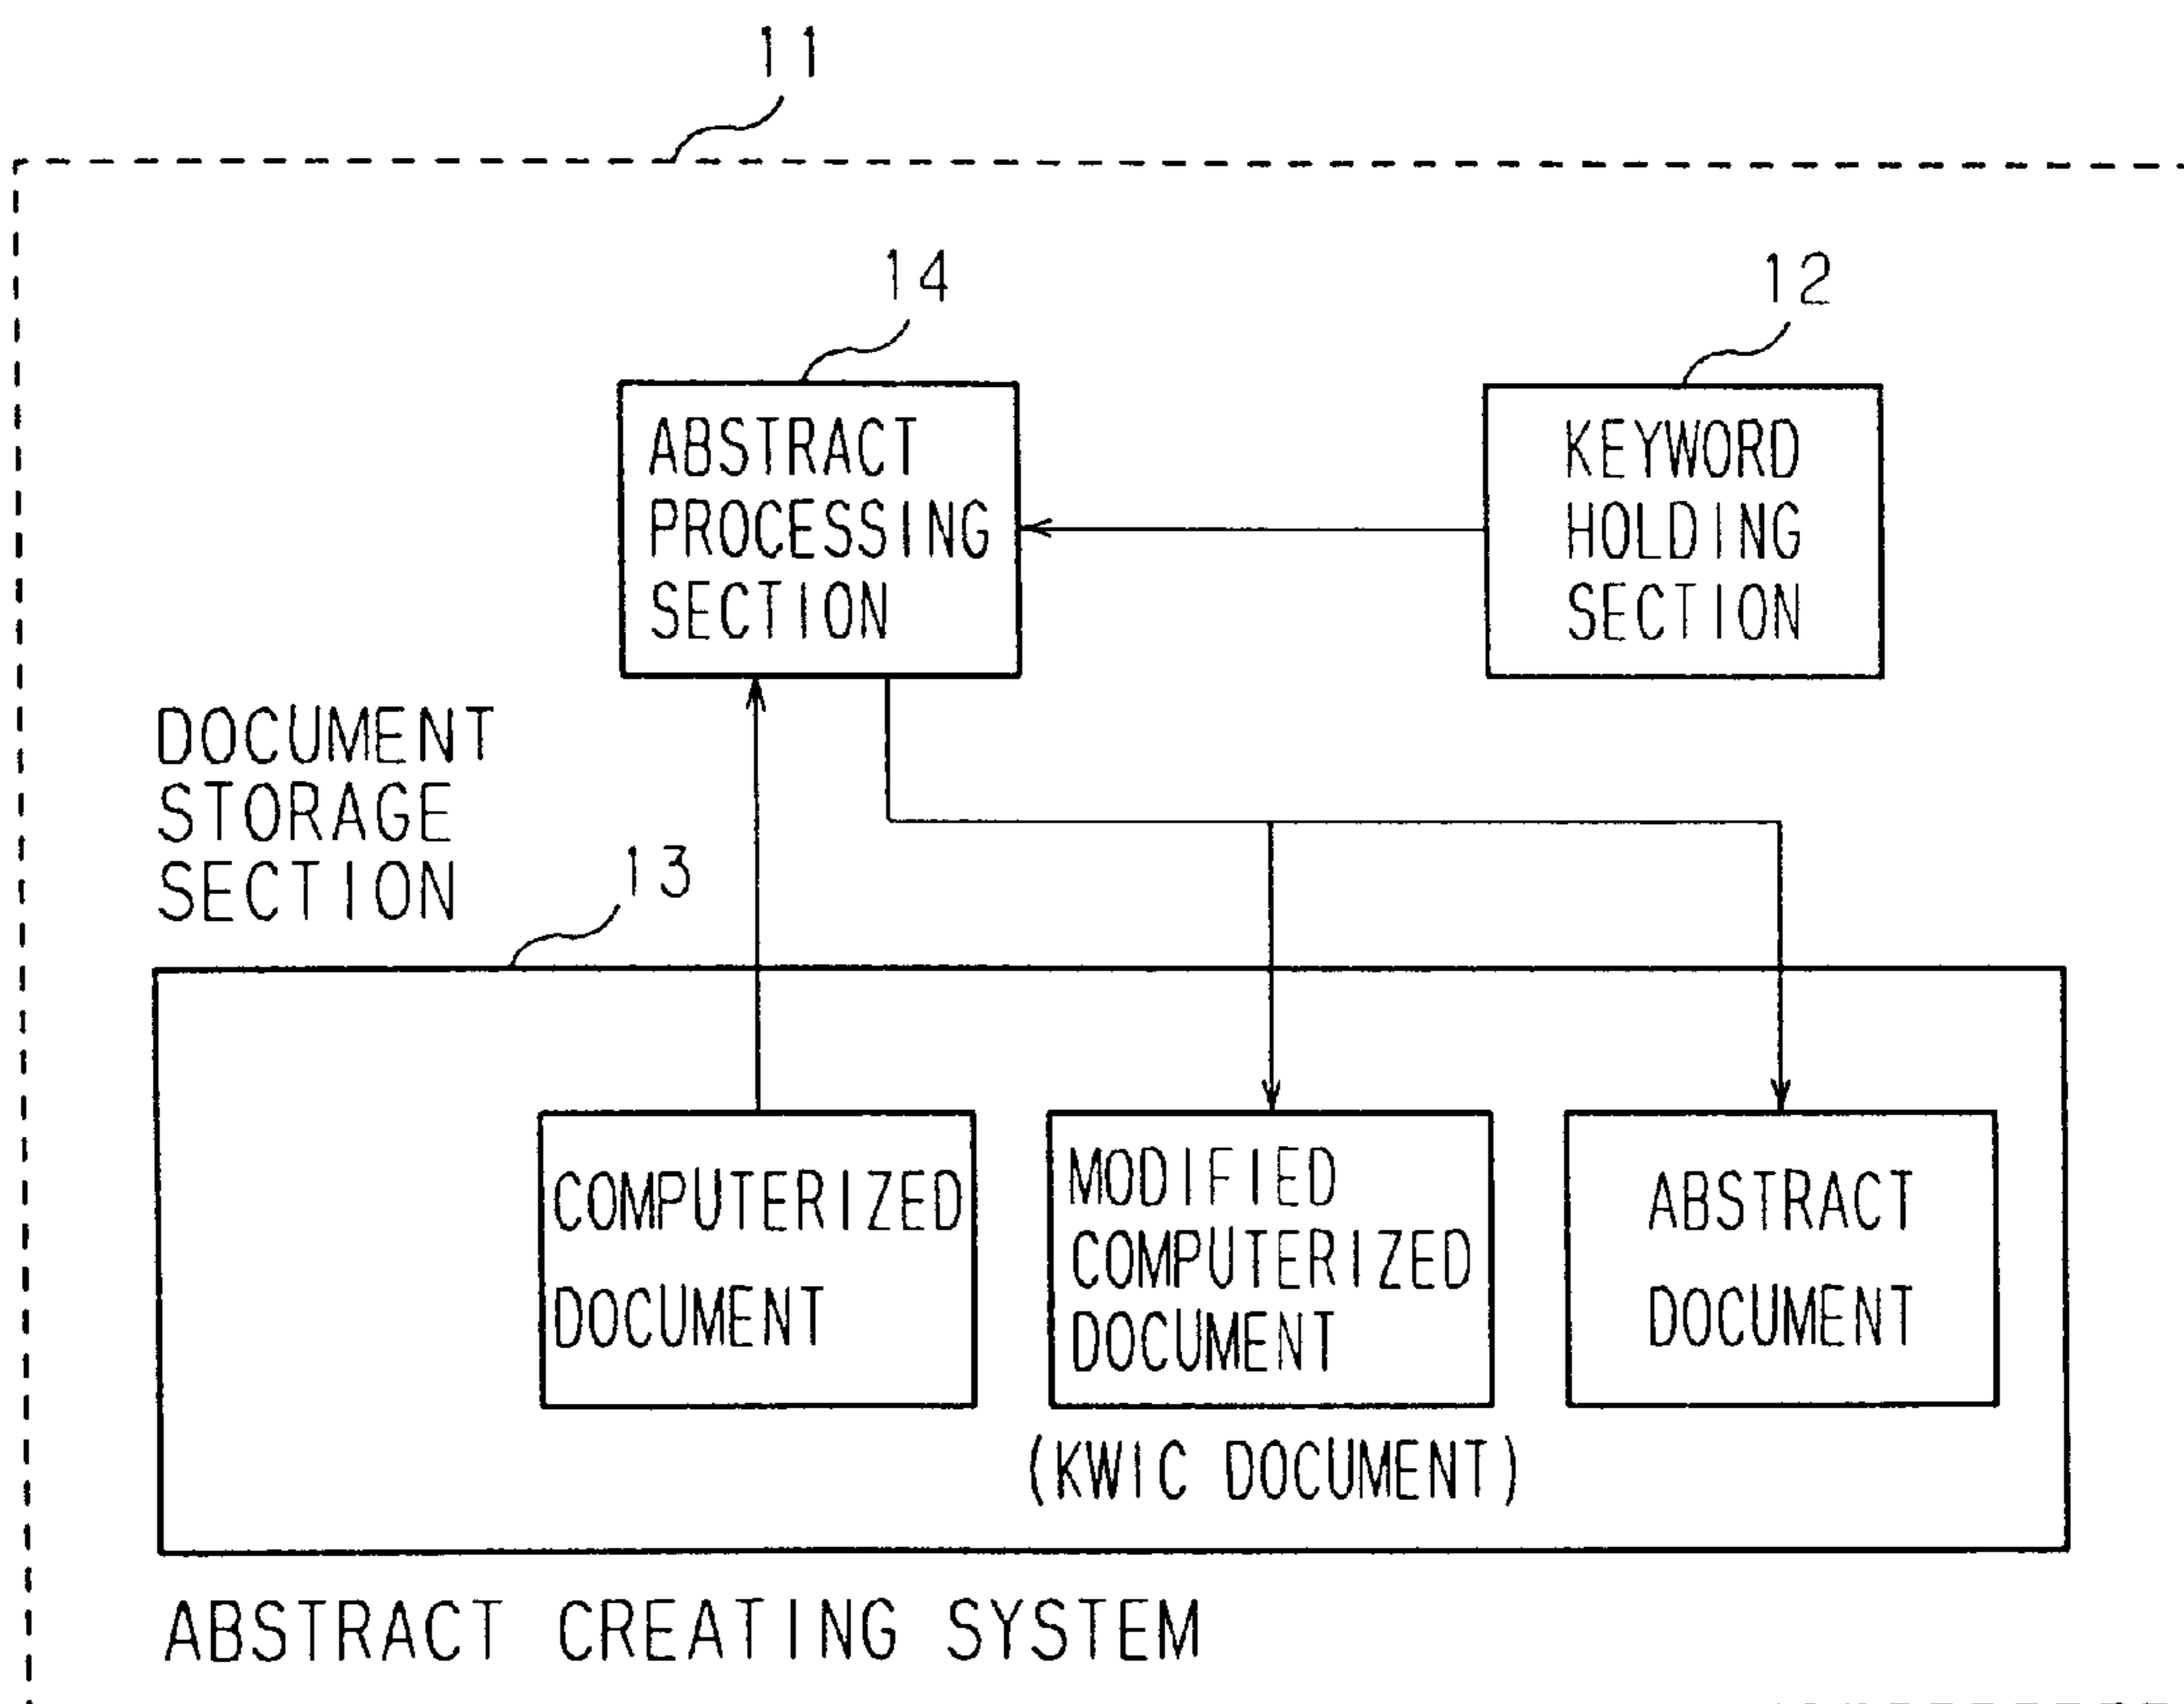 11
14
12
ABSTRACT
PROCESSING
SECTION
KEYWORD
HOLDING
SECTION
DOCUMENT
STORAGE
SECTION
13
COMPUTERIZED
DOCUMENT
MODIFIED
COMPUTERIZED
DOCUMENT
ABSTRACT
DOCUMENT
(KWIC DOCUMENT)
ABSTRACT CREATING SYSTEM